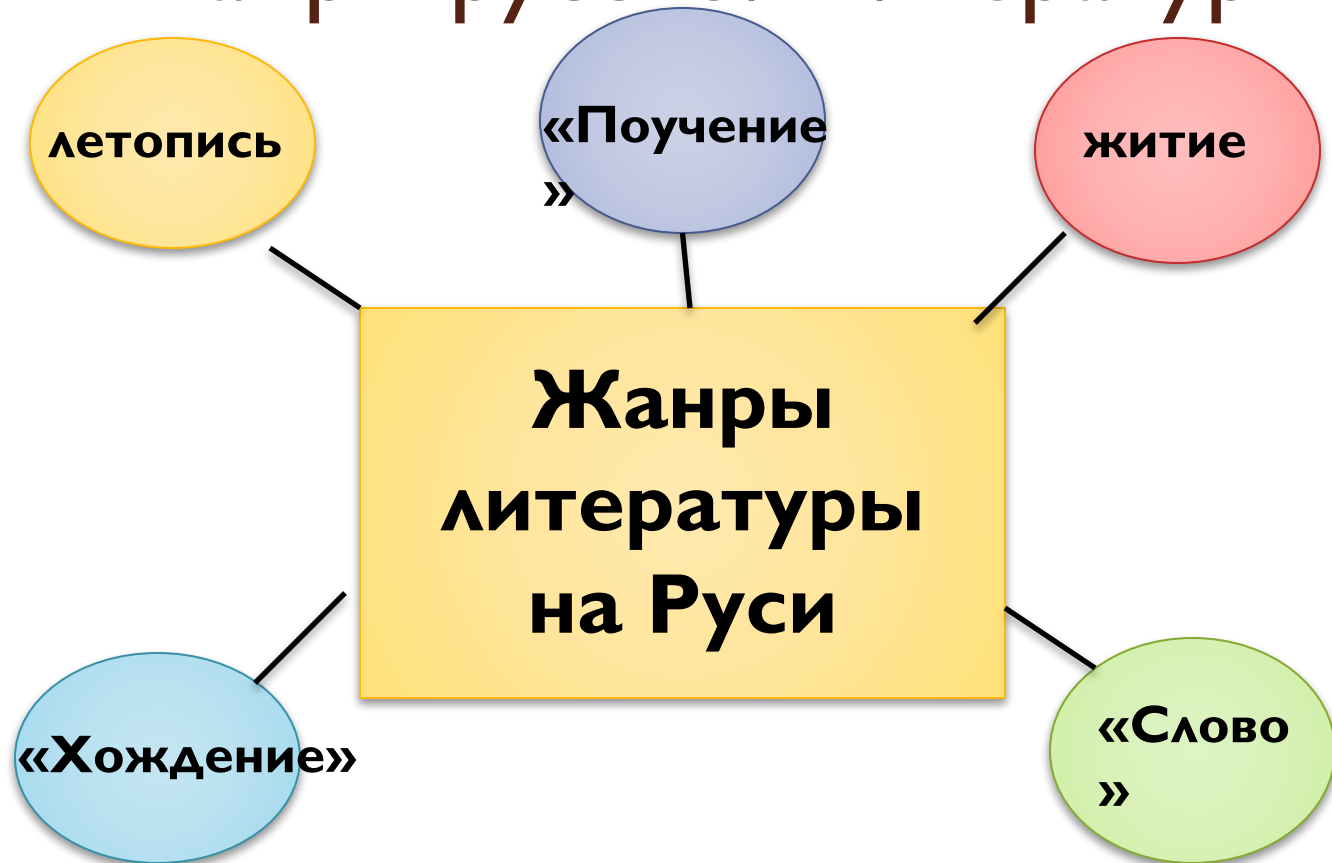 летопись
«Поучение
»
житие
Жанры
литературы
на Руси
«Хождение»
«Слово
»